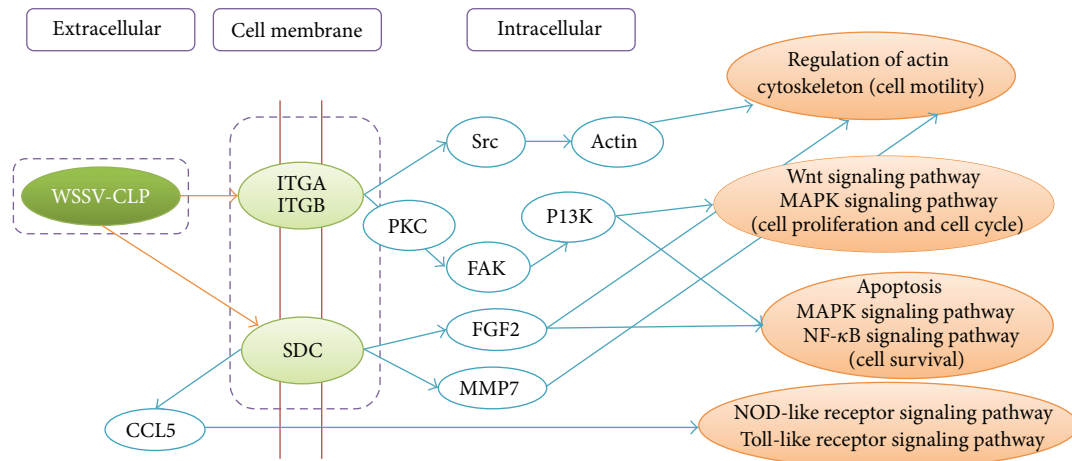 Extracellular
Cell membrane
Intracellular
Regulation of actin
cytoskeleton (cell motility)
Src
Actin
WSSV-CLP
ITGA
ITGB
PKC
P13K
FAK
Wnt signaling pathway
MAPK signaling pathway
(cell proliferation and cell cycle)
SDC
FGF2
MMP7
Apoptosis
MAPK signaling pathway
NF-κB signaling pathway
(cell survival)
CCL5
NOD-like receptor signaling pathway
Toll-like receptor signaling pathway